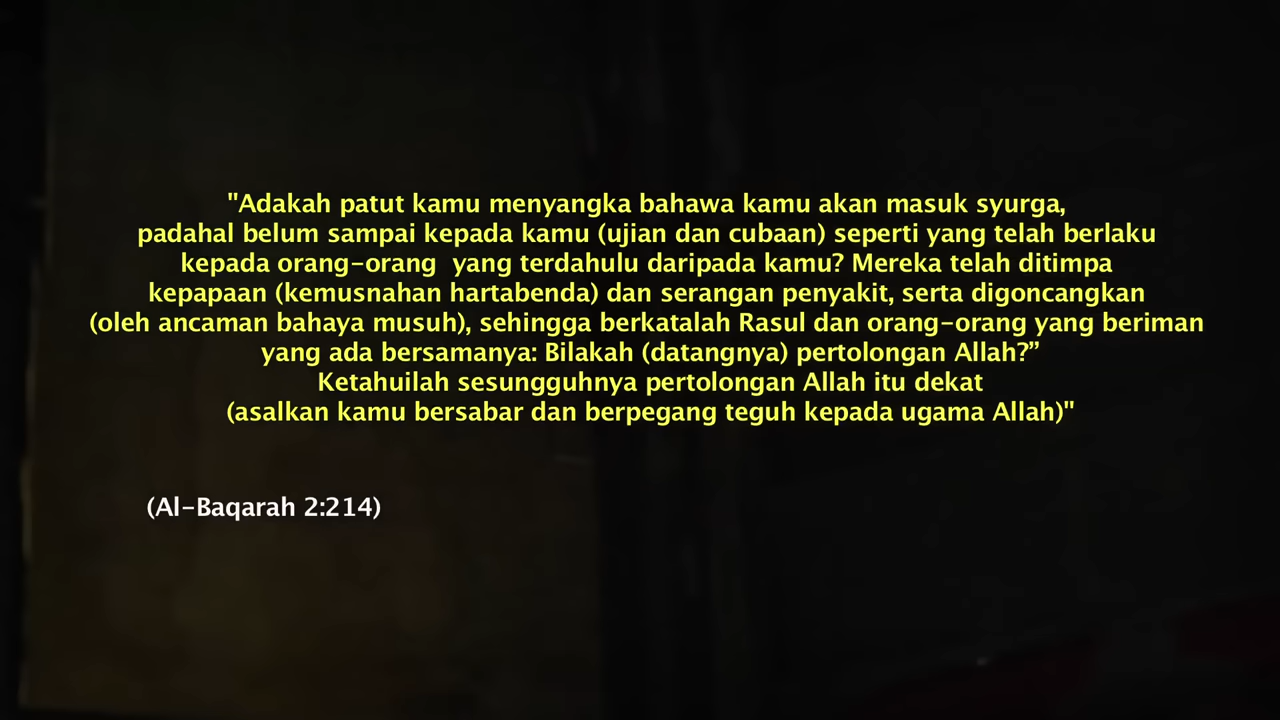 "Adakah patut kamu menyangka bahawa kamu akan masuk syurga,
padahal belum sampai kepada kamu (ujian dan cubaan) seperti yang telah berlaku
kepada orang-orang  yang terdahulu daripada kamu? Mereka telah ditimpa
kepapaan (kemusnahan hartabenda) dan serangan penyakit, serta digoncangkan
(oleh ancaman bahaya musuh), sehingga berkatalah Rasul dan orang-orang yang beriman
yang ada bersamanya: Bilakah (datangnya) pertolongan Allah?”
Ketahuilah sesungguhnya pertolongan Allah itu dekat
(asalkan kamu bersabar dan berpegang teguh kepada ugama Allah)"
(Al-Baqarah 2:214)